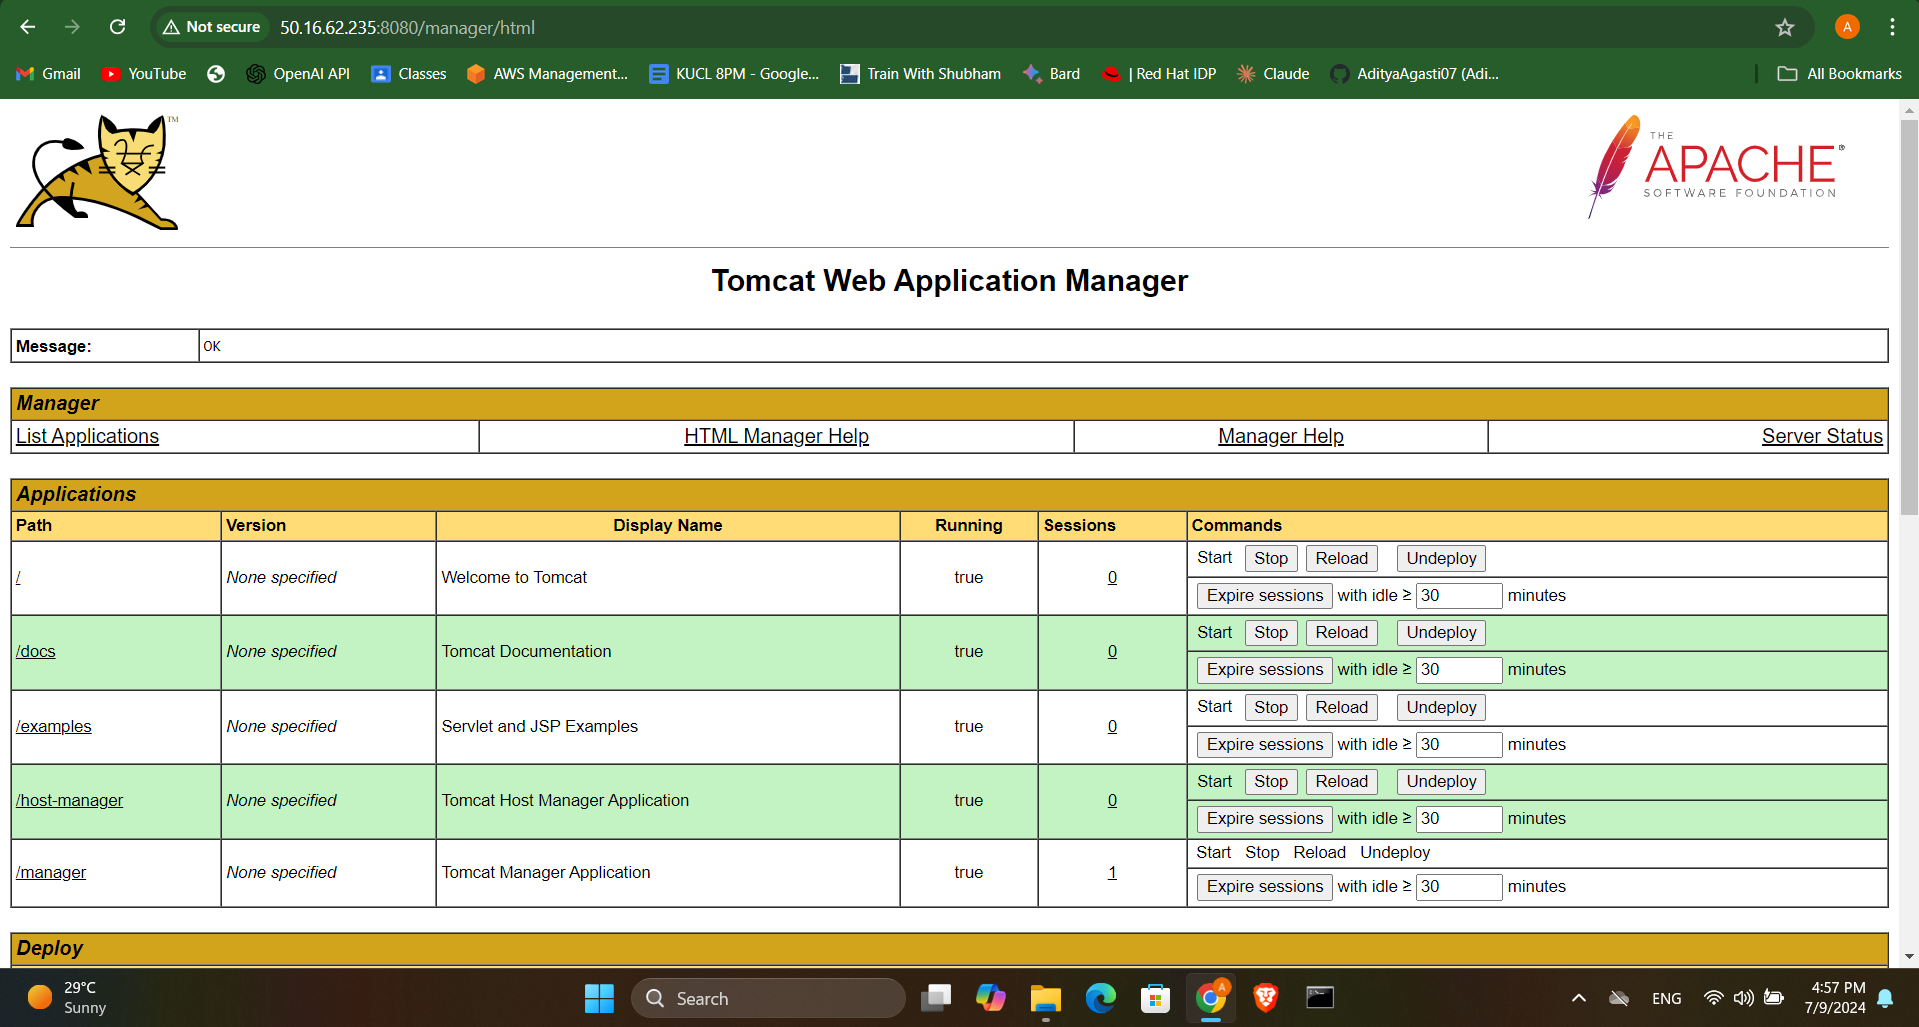 Not secure 50.16.62.235:8080/manager/html A
Gmail YouTube OpenAI API Classes AWS Management... KUCL 8PM - Google... Train With Shubham Bard | Red Hat IDP Claude AdityaAgasti07 (Adi... All Bookmarks
TM
THE
APACHE®
SOFTWARE FOUNDATION
Tomcat Web Application Manager
Message: OK
Manager
List Applications HTML Manager Help Manager Help Server Status
Applications
Path Version Display Name Running Sessions Commands
/ None specified Welcome to Tomcat true 0 Start Stop Reload Undeploy
Expire sessions with idle ≥ 30 minutes
/docs None specified Tomcat Documentation true 0 Start Stop Reload Undeploy
Expire sessions with idle ≥ 30 minutes
/examples None specified Servlet and JSP Examples true 0 Start Stop Reload Undeploy
Expire sessions with idle ≥ 30 minutes
/host-manager None specified Tomcat Host Manager Application true 0 Start Stop Reload Undeploy
Expire sessions with idle ≥ 30 minutes
/manager None specified Tomcat Manager Application true 1 Start Stop Reload Undeploy
Expire sessions with idle ≥ 30 minutes
Deploy
29°C
Sunny
Search
A
ENG
4:57 PM
7/9/2024